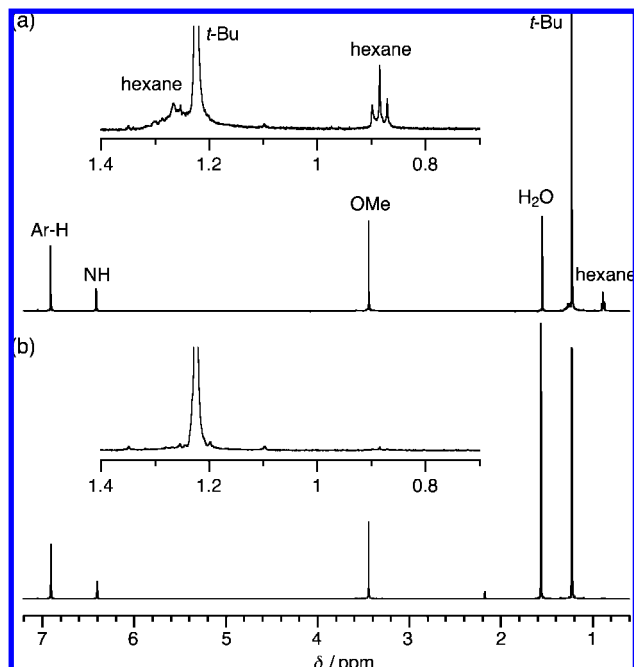 (a)
t-Bu
t-Bu
hexane
hexane
1.4 1.2 1 0.8
H2O
OMe
Ar-H
NH
hexane
(b)
1.4 1.2 1 0.8
7 6 5 4 3 2 1
δ / ppm